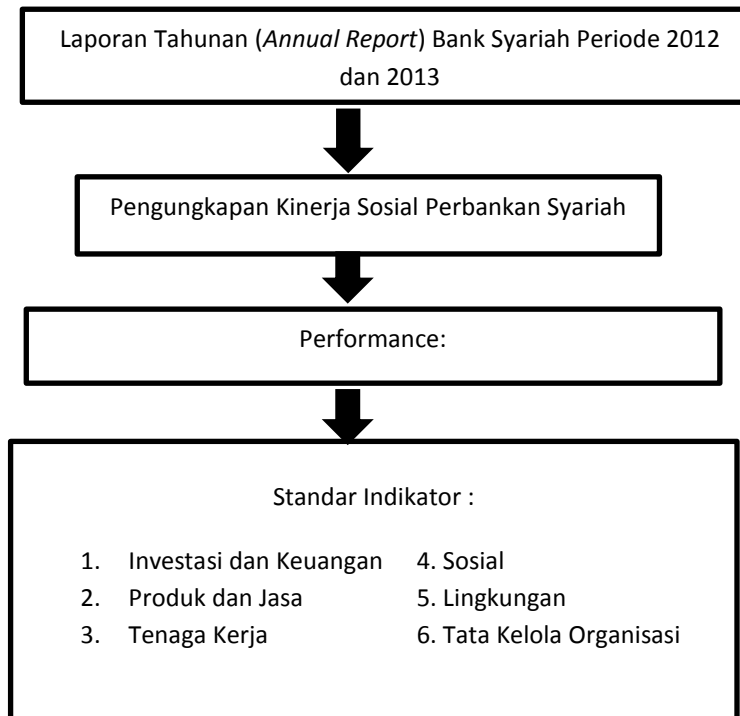 Laporan Tahunan (Annual Report) Bank Syariah Periode 2012
dan 2013
Pengungkapan Kinerja Sosial Perbankan Syariah
Performance:
Standar Indikator :
1. Investasi dan Keuangan 4. Sosial
2. Produk dan Jasa 5. Lingkungan
3. Tenaga Kerja 6. Tata Kelola Organisasi